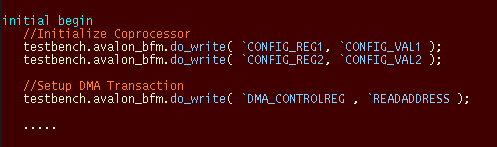 initial begin
//Initialize Coprocessor
testbench.avalon_bfm.do_write( `CONFIG_REG1, `CONFIG_VAL1 );
testbench.avalon_bfm.do_write( `CONFIG_REG2, `CONFIG_VAL2 );
//Setup DMA Transaction
testbench.avalon_bfm.do_write( `DMA_CONTROLREG , `READADDRESS );
.....